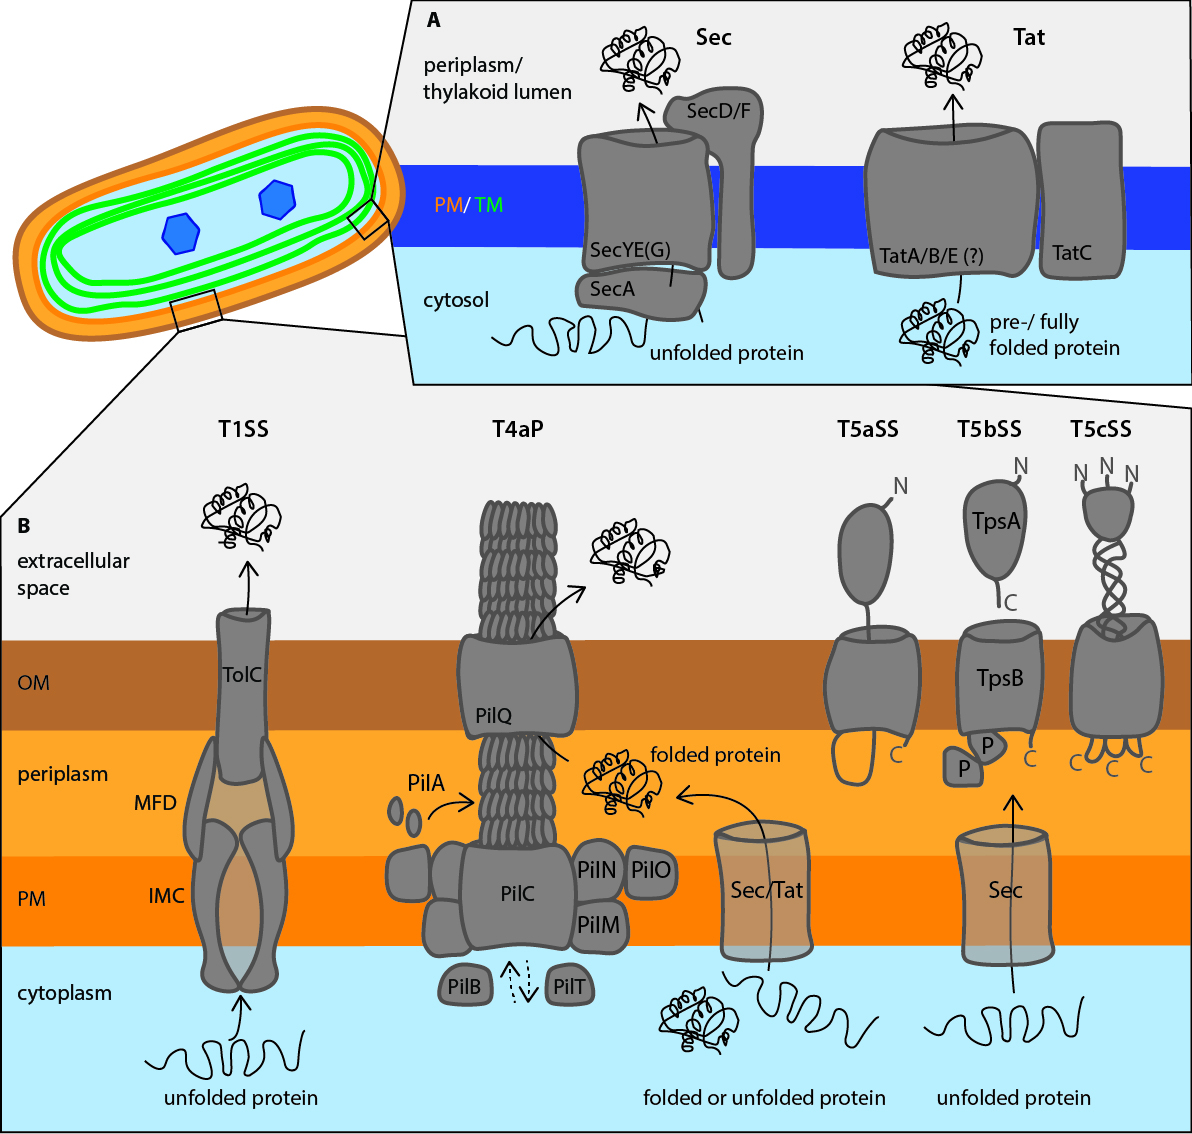 A
Sec
Tat
periplasm/
thylakoid lumen
SecD/F
PM/ TM
SecYE(G)
TatA/B/E (?)
TatC
SecA
cytosol
unfolded protein
pre-/ fully
folded protein
T1SS
T4aP
T5aSS
T5bSS
T5cSS
B
extracellular
space
N
N
N
N
N
TpsA
C
OM
TolC
PilQ
TpsB
periplasm
folded protein
C
P
P
C
C
C
C
MFD
PilA
PM
IMC
PilC
PilN
PilO
PilM
Sec/Tat
Sec
cytoplasm
PilB
PilT
unfolded protein
folded or unfolded protein
unfolded protein